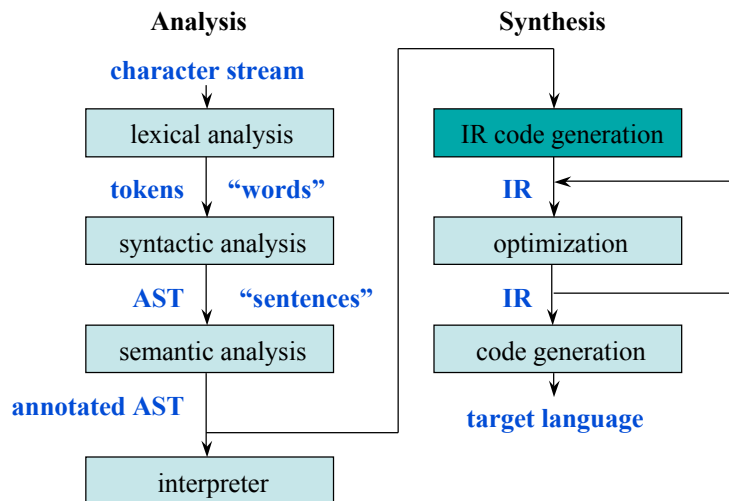 Analysis
character stream
lexical analysis
tokens “words”
syntactic analysis
AST “sentences”
semantic analysis
annotated AST
interpreter
Synthesis
IR code generation
IR
optimization
IR
code generation
target language